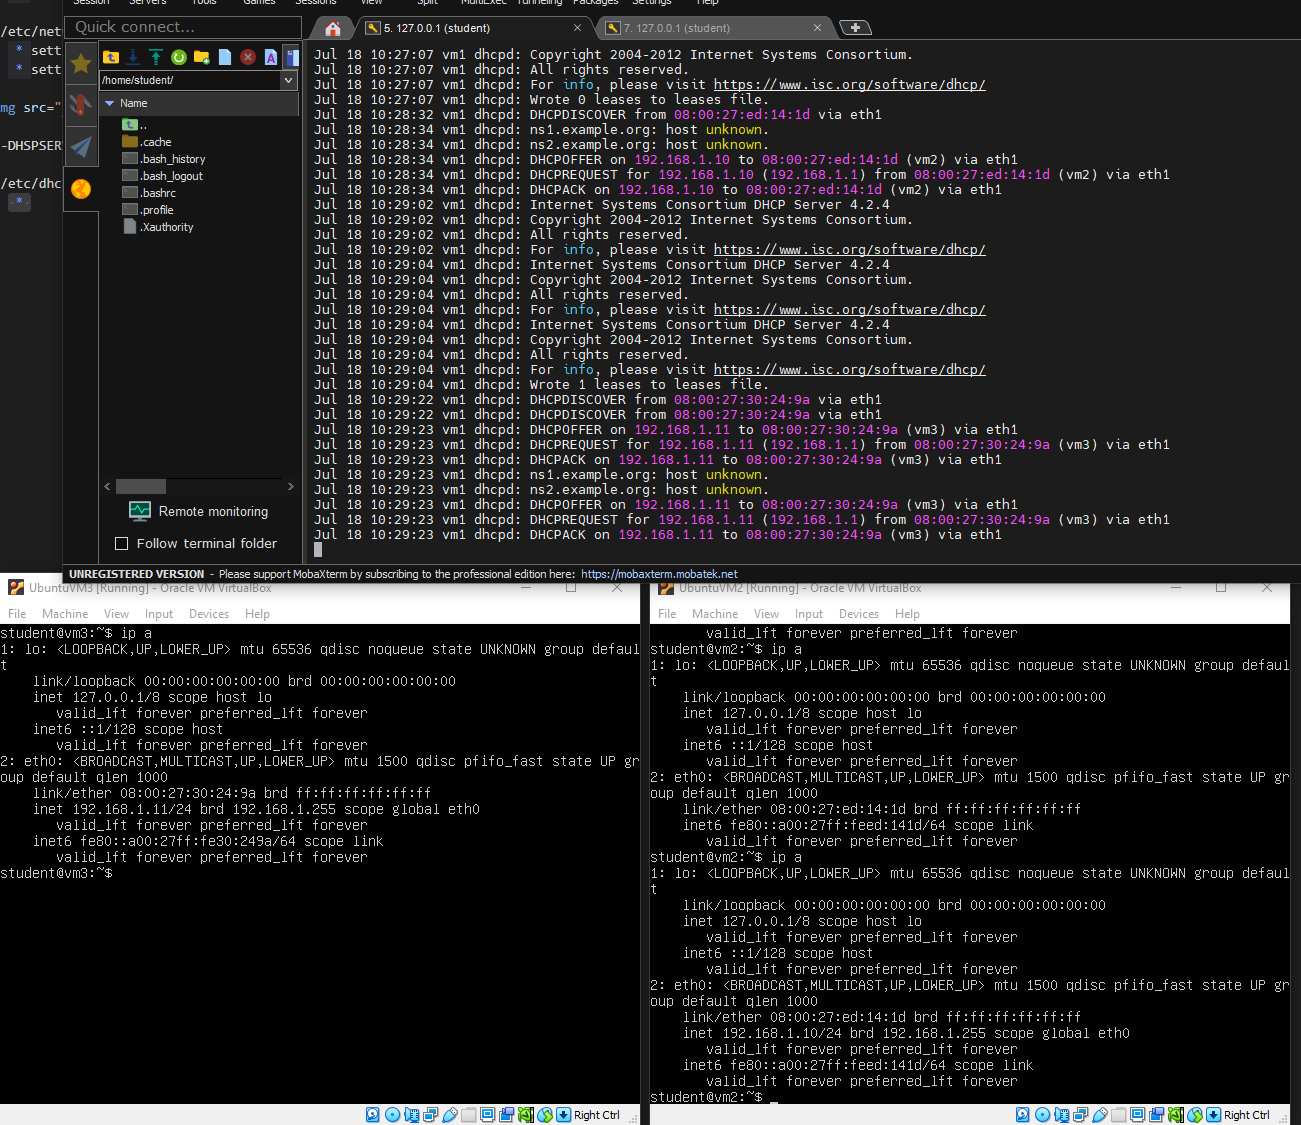 Session Servers Tools Games Sessions View Split MultiExec Tunneling Packages Settings Help
/etc/net
* sett
* sett
mg src="
-DHSPSER
/etc/dhc
*
Quick connect...
5. 127.0.0.1 (student)
7. 127.0.0.1 (student)
/home/student/
Name
..
.cache
.bash_history
.bash_logout
.bashrc
.profile
.Xauthority
Remote monitoring
Follow terminal folder
Jul 18 10:27:07 vm1 dhcpd: Copyright 2004-2012 Internet Systems Consortium.
Jul 18 10:27:07 vm1 dhcpd: All rights reserved.
Jul 18 10:27:07 vm1 dhcpd: For info, please visit https://www.isc.org/software/dhcp/
Jul 18 10:27:07 vm1 dhcpd: Wrote 0 leases to leases file.
Jul 18 10:28:32 vm1 dhcpd: DHCPDISCOVER from 08:00:27:ed:14:1d via eth1
Jul 18 10:28:34 vm1 dhcpd: ns1.example.org: host unknown.
Jul 18 10:28:34 vm1 dhcpd: ns2.example.org: host unknown.
Jul 18 10:28:34 vm1 dhcpd: DHCPOFFER on 192.168.1.10 to 08:00:27:ed:14:1d (vm2) via eth1
Jul 18 10:28:34 vm1 dhcpd: DHCPREQUEST for 192.168.1.10 (192.168.1.1) from 08:00:27:ed:14:1d (vm2) via eth1
Jul 18 10:28:34 vm1 dhcpd: DHCPACK on 192.168.1.10 to 08:00:27:ed:14:1d (vm2) via eth1
Jul 18 10:29:02 vm1 dhcpd: Internet Systems Consortium DHCP Server 4.2.4
Jul 18 10:29:02 vm1 dhcpd: Copyright 2004-2012 Internet Systems Consortium.
Jul 18 10:29:02 vm1 dhcpd: All rights reserved.
Jul 18 10:29:02 vm1 dhcpd: For info, please visit https://www.isc.org/software/dhcp/
Jul 18 10:29:04 vm1 dhcpd: Internet Systems Consortium DHCP Server 4.2.4
Jul 18 10:29:04 vm1 dhcpd: Copyright 2004-2012 Internet Systems Consortium.
Jul 18 10:29:04 vm1 dhcpd: All rights reserved.
Jul 18 10:29:04 vm1 dhcpd: For info, please visit https://www.isc.org/software/dhcp/
Jul 18 10:29:04 vm1 dhcpd: Internet Systems Consortium DHCP Server 4.2.4
Jul 18 10:29:04 vm1 dhcpd: Copyright 2004-2012 Internet Systems Consortium.
Jul 18 10:29:04 vm1 dhcpd: All rights reserved.
Jul 18 10:29:04 vm1 dhcpd: For info, please visit https://www.isc.org/software/dhcp/
Jul 18 10:29:04 vm1 dhcpd: Wrote 1 leases to leases file.
Jul 18 10:29:22 vm1 dhcpd: DHCPDISCOVER from 08:00:27:30:24:9a via eth1
Jul 18 10:29:22 vm1 dhcpd: DHCPDISCOVER from 08:00:27:30:24:9a via eth1
Jul 18 10:29:23 vm1 dhcpd: DHCPOFFER on 192.168.1.11 to 08:00:27:30:24:9a (vm3) via eth1
Jul 18 10:29:23 vm1 dhcpd: DHCPREQUEST for 192.168.1.11 (192.168.1.1) from 08:00:27:30:24:9a (vm3) via eth1
Jul 18 10:29:23 vm1 dhcpd: DHCPACK on 192.168.1.11 to 08:00:27:30:24:9a (vm3) via eth1
Jul 18 10:29:23 vm1 dhcpd: ns1.example.org: host unknown.
Jul 18 10:29:23 vm1 dhcpd: ns2.example.org: host unknown.
Jul 18 10:29:23 vm1 dhcpd: DHCPOFFER on 192.168.1.11 to 08:00:27:30:24:9a (vm3) via eth1
Jul 18 10:29:23 vm1 dhcpd: DHCPREQUEST for 192.168.1.11 (192.168.1.1) from 08:00:27:30:24:9a (vm3) via eth1
Jul 18 10:29:23 vm1 dhcpd: DHCPACK on 192.168.1.11 to 08:00:27:30:24:9a (vm3) via eth1
UNREGISTERED VERSION - Please support MobaXterm by subscribing to the professional edition here: https://mobaxterm.mobatek.net
UbuntuVM3 [Running] - Oracle VM VirtualBox
File Machine View Input Devices Help
student@vm3:~$ ip a
1: lo: <LOOPBACK,UP,LOWER_UP> mtu 65536 qdisc noqueue state UNKNOWN group defaul
t
link/loopback 00:00:00:00:00:00 brd 00:00:00:00:00:00
inet 127.0.0.1/8 scope host lo
valid_lft forever preferred_lft forever
inet6 ::1/128 scope host
valid_lft forever preferred_lft forever
2: eth0: <BROADCAST,MULTICAST,UP,LOWER_UP> mtu 1500 qdisc pfifo_fast state UP gr
oup default qlen 1000
link/ether 08:00:27:30:24:9a brd ff:ff:ff:ff:ff:ff
inet 192.168.1.11/24 brd 192.168.1.255 scope global eth0
valid_lft forever preferred_lft forever
inet6 fe80::a00:27ff:fe30:249a/64 scope link
valid_lft forever preferred_lft forever
student@vm3:~$
Right Ctrl
UbuntuVM2 [Running] - Oracle VM VirtualBox
File Machine View Input Devices Help
valid_lft forever preferred_lft forever
student@vm2:~$ ip a
1: lo: <LOOPBACK,UP,LOWER_UP> mtu 65536 qdisc noqueue state UNKNOWN group defaul
t
link/loopback 00:00:00:00:00:00 brd 00:00:00:00:00:00
inet 127.0.0.1/8 scope host lo
valid_lft forever preferred_lft forever
inet6 ::1/128 scope host
valid_lft forever preferred_lft forever
2: eth0: <BROADCAST,MULTICAST,UP,LOWER_UP> mtu 1500 qdisc pfifo_fast state UP gr
oup default qlen 1000
link/ether 08:00:27:ed:14:1d brd ff:ff:ff:ff:ff:ff
inet6 fe80::a00:27ff:feed:141d/64 scope link
valid_lft forever preferred_lft forever
student@vm2:~$ ip a
1: lo: <LOOPBACK,UP,LOWER_UP> mtu 65536 qdisc noqueue state UNKNOWN group defaul
t
link/loopback 00:00:00:00:00:00 brd 00:00:00:00:00:00
inet 127.0.0.1/8 scope host lo
valid_lft forever preferred_lft forever
inet6 ::1/128 scope host
valid_lft forever preferred_lft forever
2: eth0: <BROADCAST,MULTICAST,UP,LOWER_UP> mtu 1500 qdisc pfifo_fast state UP gr
oup default qlen 1000
link/ether 08:00:27:ed:14:1d brd ff:ff:ff:ff:ff:ff
inet 192.168.1.10/24 brd 192.168.1.255 scope global eth0
valid_lft forever preferred_lft forever
inet6 fe80::a00:27ff:feed:141d/64 scope link
valid_lft forever preferred_lft forever
student@vm2:~$ _
Right Ctrl